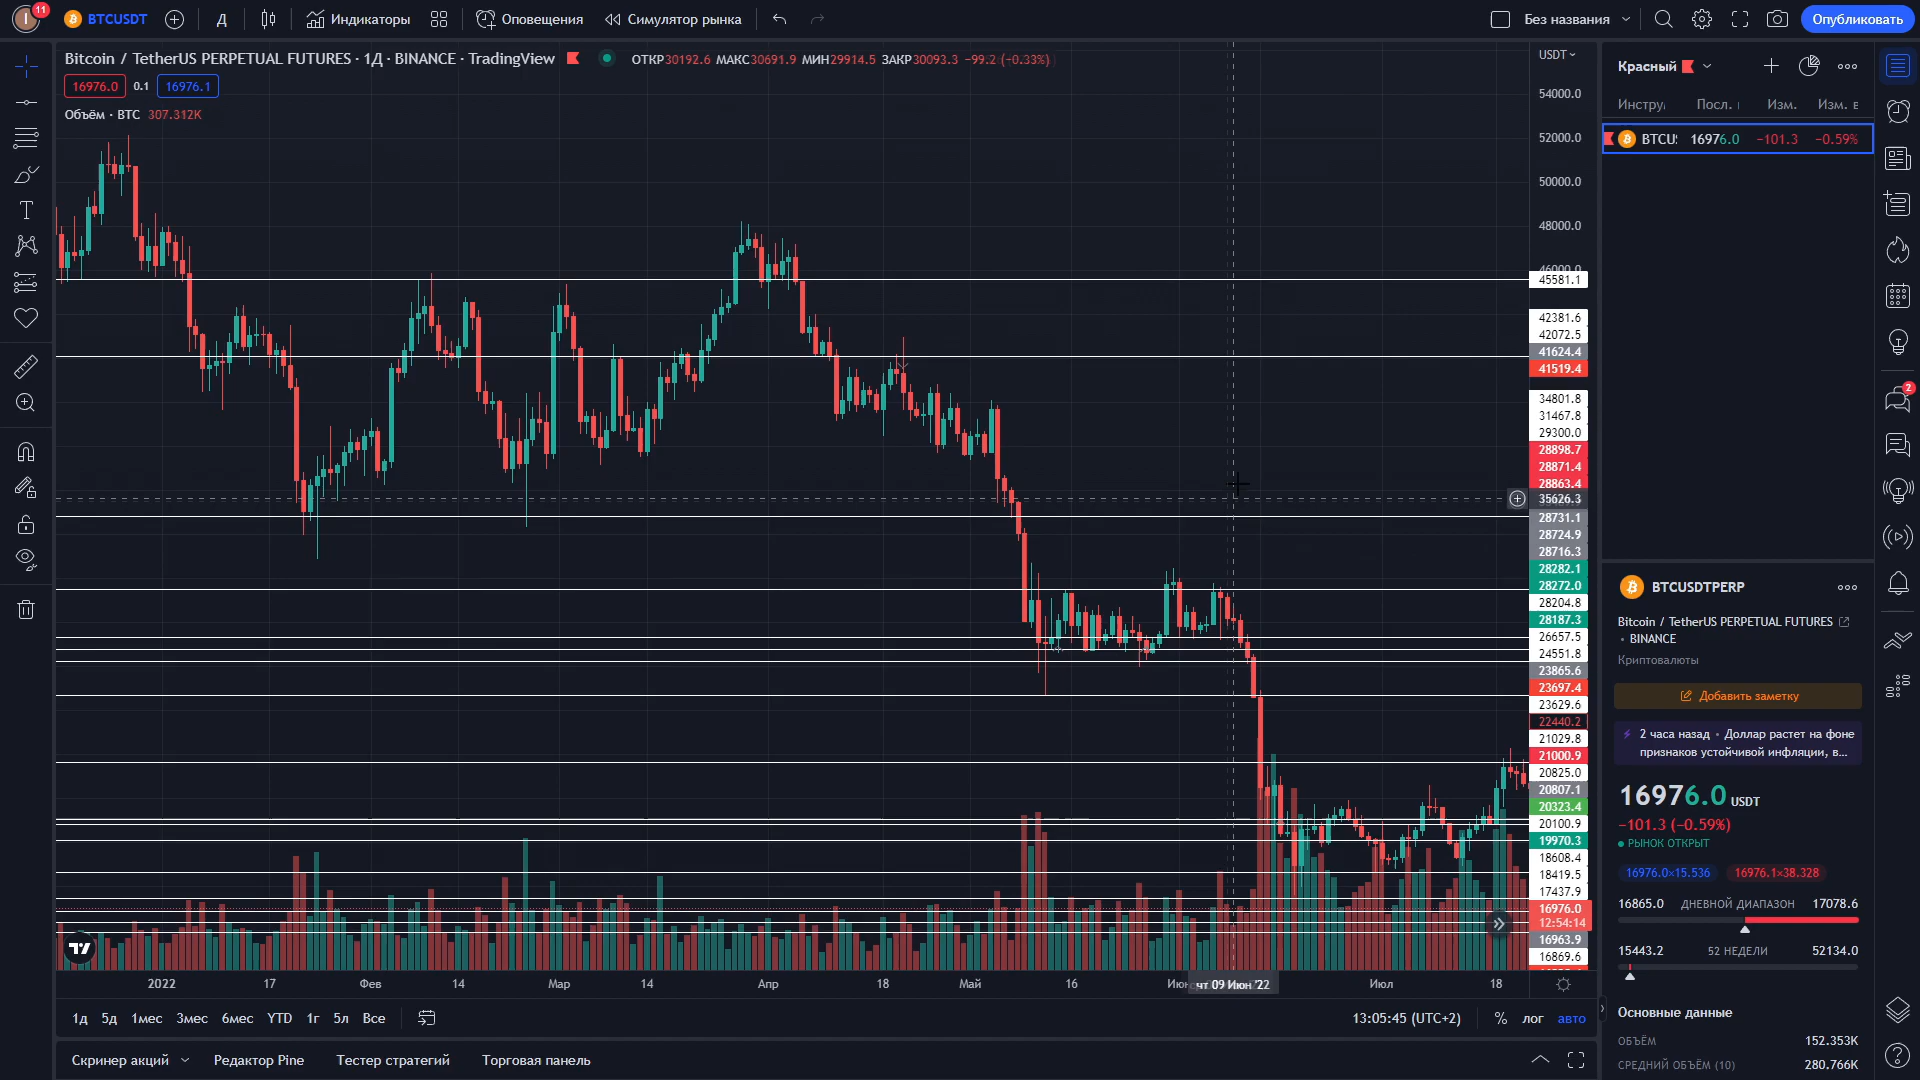 I
11
BTCUSDT
Д
Индикаторы
Оповещения
Симулятор рынка
Без названия
Опубликовать
Bitcoin / TetherUS PERPETUAL FUTURES · 1Д · BINANCE · TradingView
ОТКР30192.6 МАКС30691.9 МИН29914.5 ЗАКР30093.3 −99.2 (−0.33%)
16976.0 0.1 16976.1
Объём · BTC 307.312K
USDT
54000.0
52000.0
50000.0
48000.0
46000.0
45581.1
42381.6
42072.5
41624.4
41519.4
34801.8
31467.8
29300.0
28898.7
28871.4
28863.4
35626.3
28731.1
28724.9
28716.3
28282.1
28272.0
28204.8
28187.3
26657.5
24551.8
23865.6
23697.4
23629.6
22440.2
21029.8
21000.9
20825.0
20807.1
20323.4
20100.9
19970.3
18608.4
18419.5
17437.9
16976.0
12:54:14
16963.9
16869.6
2022 17 Фев 14 Мар 14 Апр 18 Май 16 чт 09 Июн '22 Июл 18
1д 5д 1мес 3мес 6мес YTD 1г 5л Все
13:05:45 (UTC+2) % лог авто
Скринер акций Редактор Pine Тестер стратегий Торговая панель
Красный
Посл. Изм. Изм. в
16976.0 −101.3 −0.59%
2
BTCUSDTPERP
Bitcoin / TetherUS PERPETUAL FUTURES
• BINANCE
Криптовалюты
Добавить заметку
2 часа назад • Доллар растет на фоне
признаков устойчивой инфляции, в...
16976.0 USDT
−101.3 (−0.59%)
РЫНОК ОТКРЫТ
16976.0×15.536 16976.1×38.328
16865.0 ДНЕВНОЙ ДИАПАЗОН 17078.6
15443.2 52 НЕДЕЛИ 52134.0
Основные данные
ОБЪЁМ 152.353K
СРЕДНИЙ ОБЪЁМ (10) 280.766K